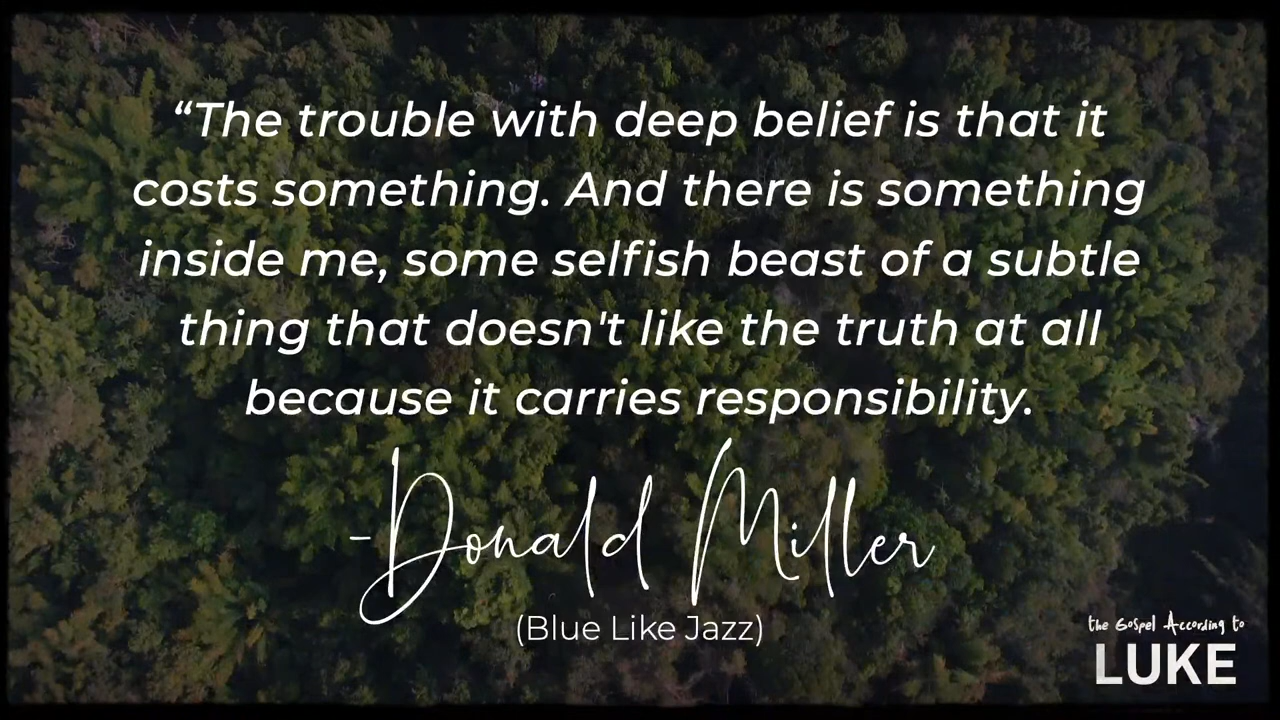 “The trouble with deep belief is that it
costs something. And there is something
inside me, some selfish beast of a subtle
thing that doesn't like the truth at all
because it carries responsibility.
-Donald Miller
(Blue Like Jazz)
the Gospel According to
LUKE